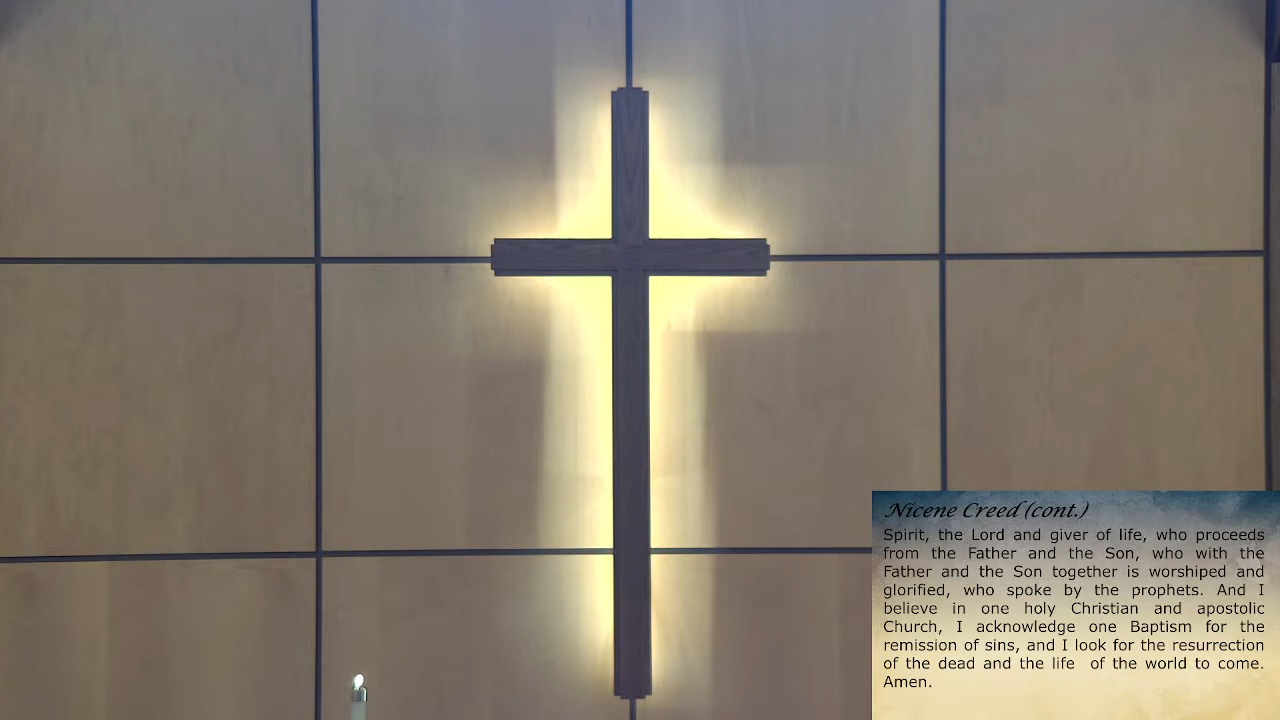 Nicene Creed (cont.)
Spirit, the Lord and giver of life, who proceeds
from the Father and the Son, who with the
Father and the Son together is worshiped and
glorified, who spoke by the prophets. And I
believe in one holy Christian and apostolic
Church, I acknowledge one Baptism for the
remission of sins, and I look for the resurrection
of the dead and the life of the world to come.
Amen.